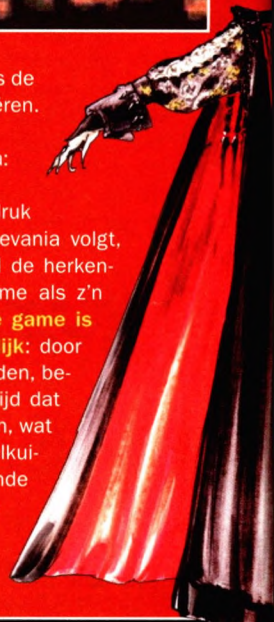 s de
eren.
:
ruk
evania volgt,
de herken-
me als z'n
game is
ijk: door
den, be-
ijd dat
, wat
lkui-
nde